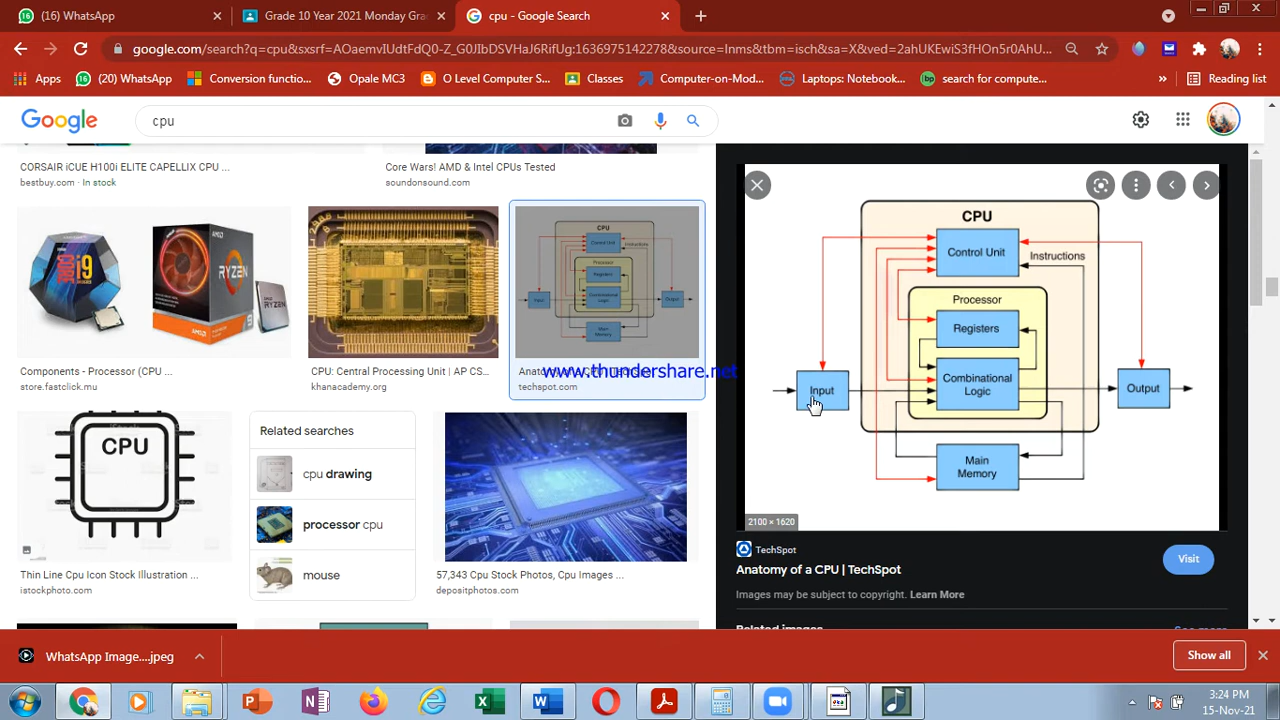 (16) WhatsApp
Grade 10 Year 2021 Monday Gra
cpu - Google Search
google.com/search?q=cpu&sxsrf=AOaemvIUdtFdQ0-Z_G0JIbDSVHaJ6RifUg:1636975142278&source=lnms&tbm=isch&sa=X&ved=2ahUKEwiS3fHOn5r0AhU...
Apps
(20) WhatsApp
Conversion functio...
Opale MC3
O Level Computer S...
Classes
Computer-on-Mod...
Laptops: Notebook...
search for compute...
»
Reading list
Google
cpu
CORSAIR iCUE H100i ELITE CAPELLIX CPU ...
bestbuy.com · In stock
Core Wars! AMD & Intel CPUs Tested
soundonsound.com
Components - Processor (CPU ...
store.fastclick.mu
CPU: Central Processing Unit | AP CS...
khanacademy.org
techspot.com
www.thundershare.net
CPU
Related searches
cpu drawing
processor cpu
mouse
Thin Line Cpu Icon Stock Illustration ...
istockphoto.com
57,343 Cpu Stock Photos, Cpu Images ...
depositphotos.com
CPU
Control Unit
Instructions
Processor
Registers
Combinational
Logic
Input
Output
Main
Memory
2100 × 1620
TechSpot
Anatomy of a CPU | TechSpot
Visit
Images may be subject to copyright. Learn More
WhatsApp Image....jpeg
Show all
3:24 PM
15-Nov-21